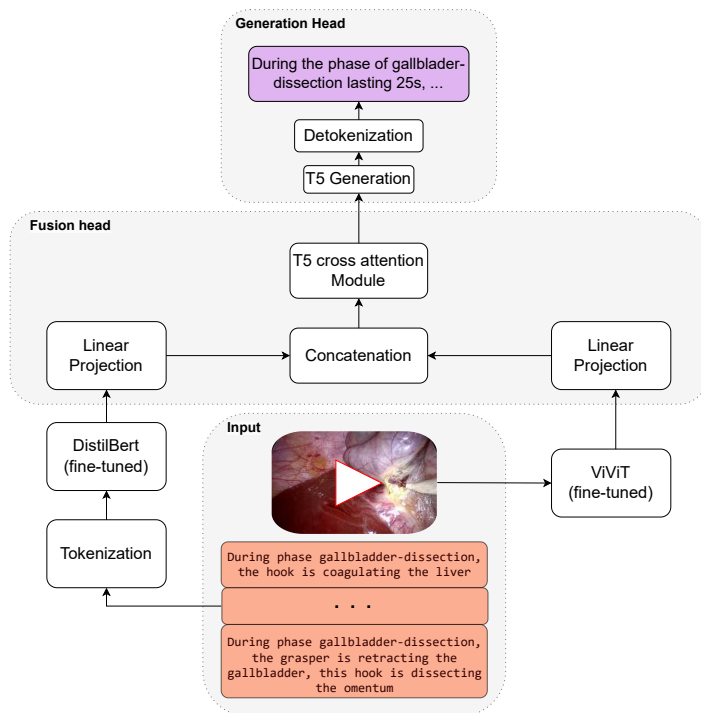 Generation Head
During the phase of gallblader-
dissection lasting 25s, ...
Detokenization
T5 Generation
Fusion head
T5 cross attention
Module
Linear
Projection
Concatenation
Linear
Projection
DistilBert
(fine-tuned)
Input
ViViT
(fine-tuned)
Tokenization
During phase gallbladder-dissection,
the hook is coagulating the liver
. . .
During phase gallbladder-dissection,
the grasper is retracting the
gallbladder, this hook is dissecting
the omentum